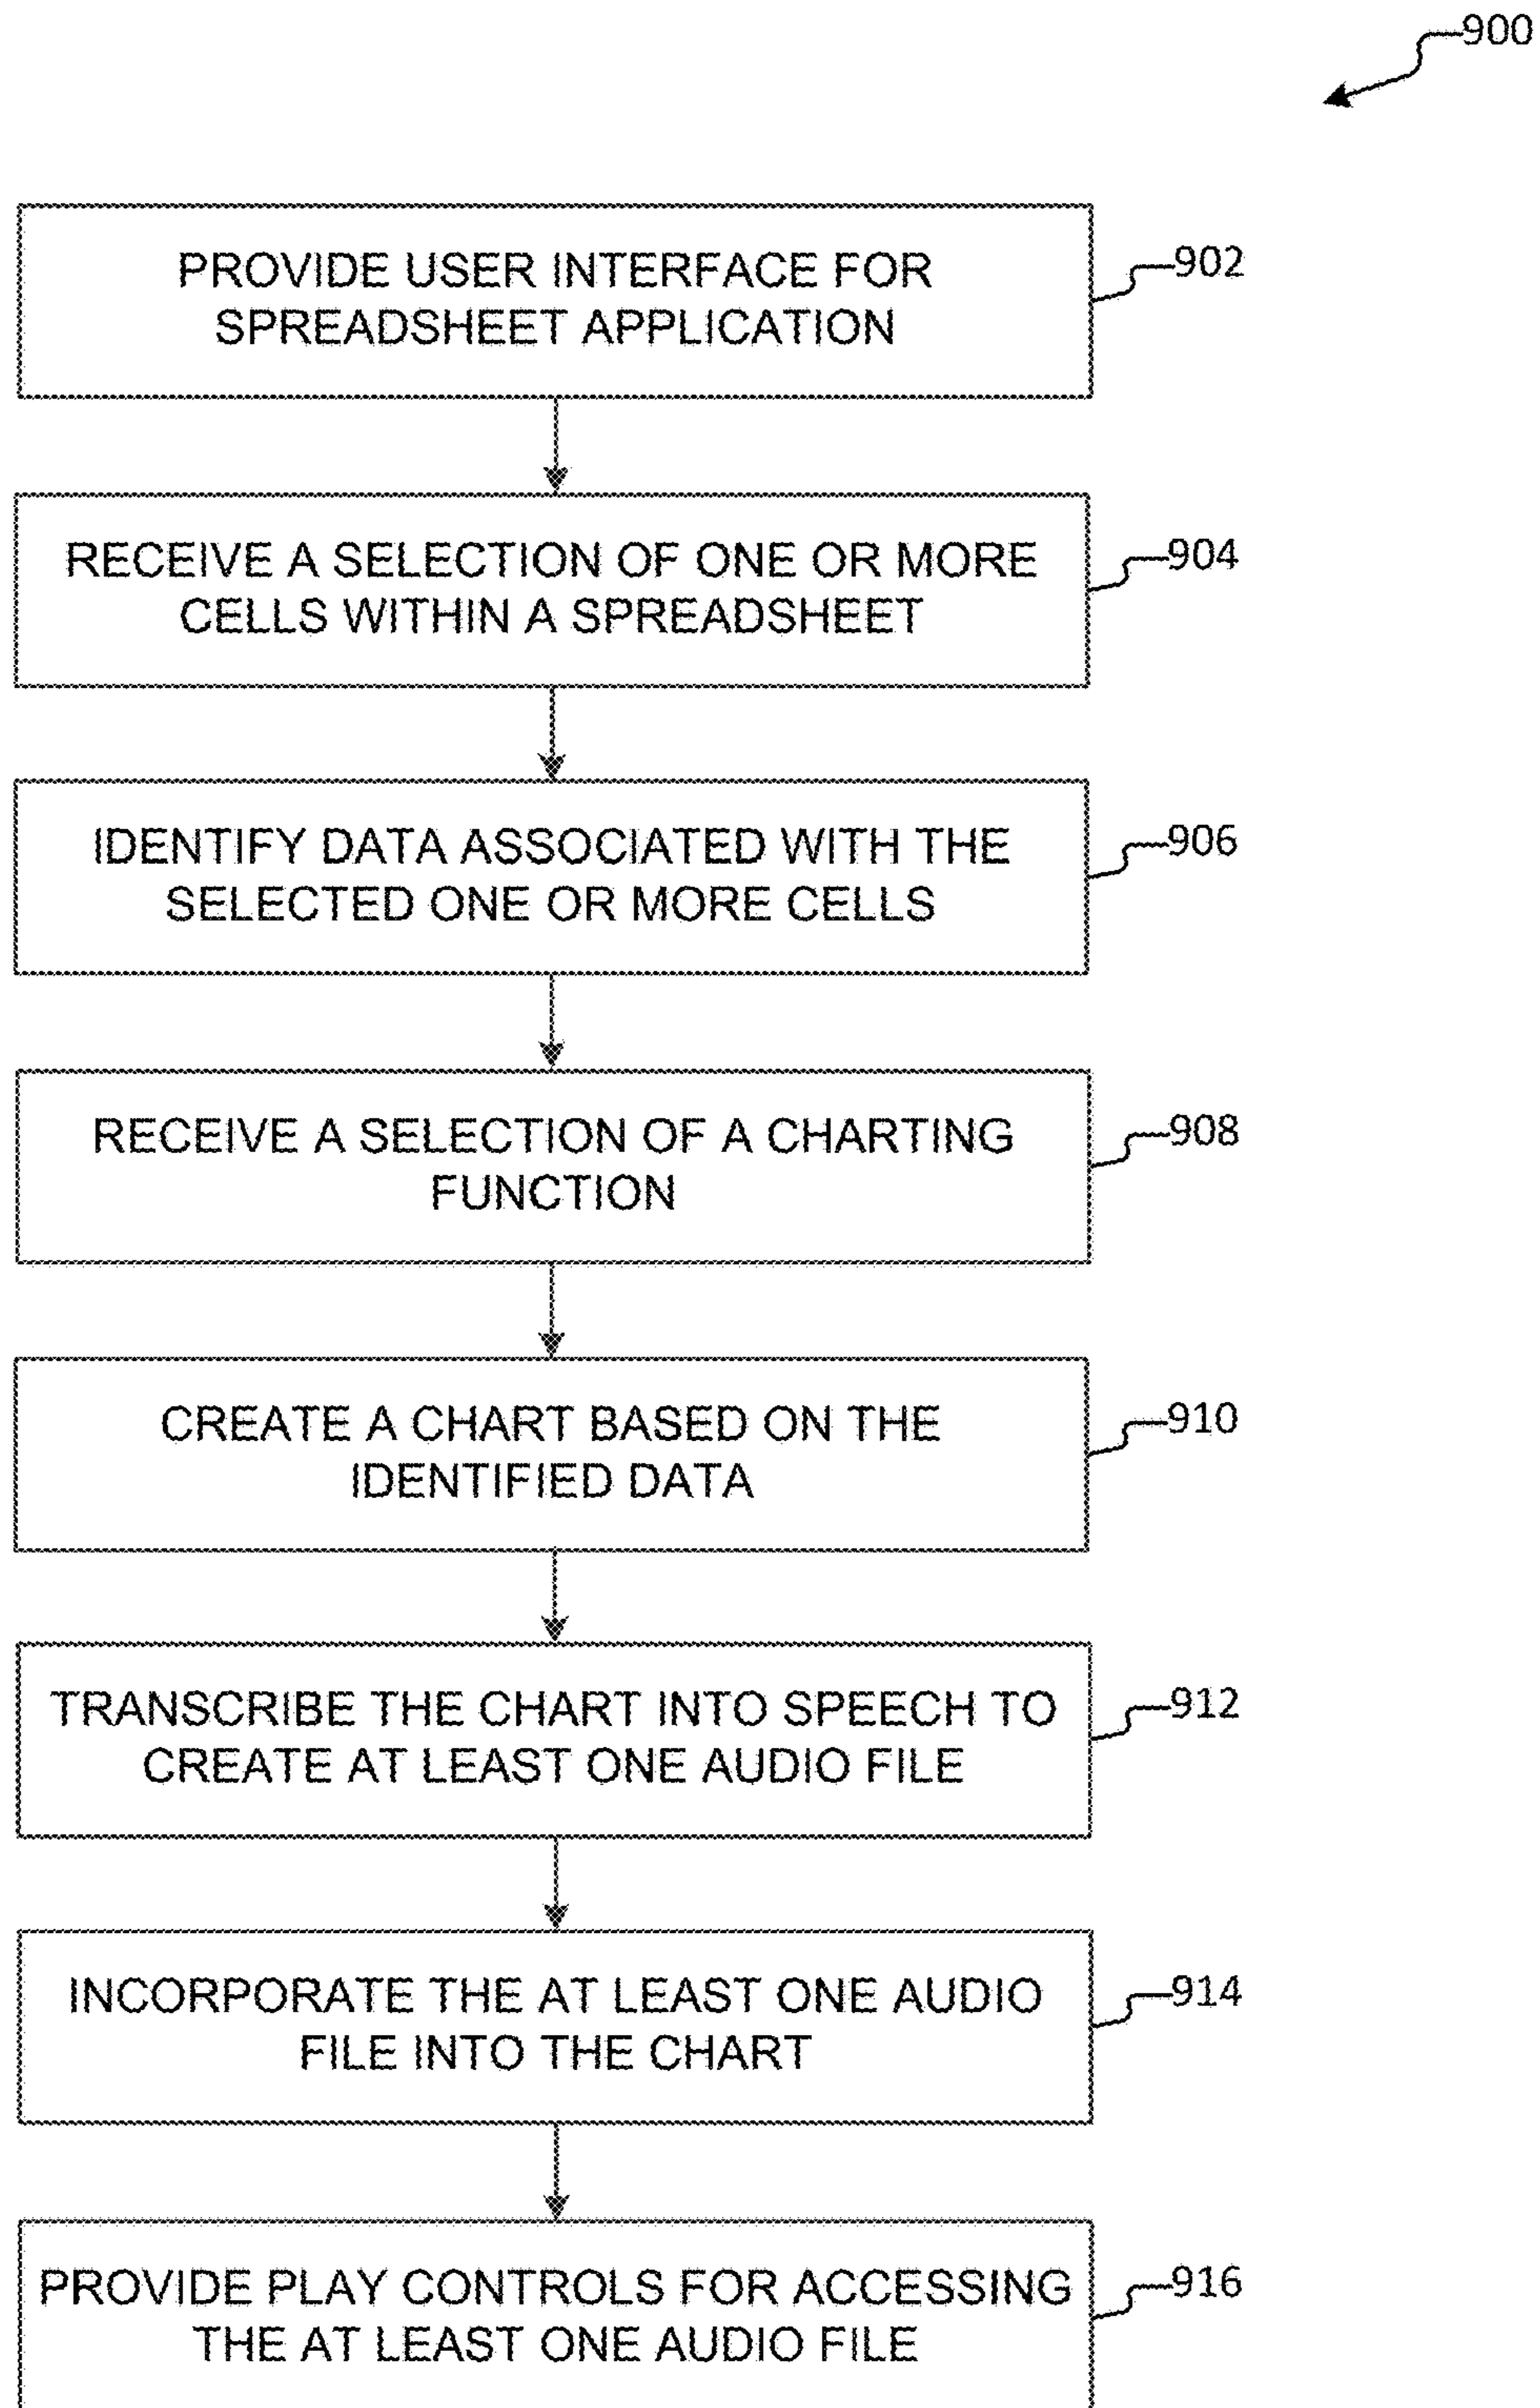 900
PROVIDE USER INTERFACE FOR
SPREADSHEET APPLICATION
902
RECEIVE A SELECTION OF ONE OR MORE
CELLS WITHIN A SPREADSHEET
904
IDENTIFY DATA ASSOCIATED WITH THE
SELECTED ONE OR MORE CELLS
906
RECEIVE A SELECTION OF A CHARTING
FUNCTION
908
CREATE A CHART BASED ON THE
IDENTIFIED DATA
910
TRANSCRIBE THE CHART INTO SPEECH TO
CREATE AT LEAST ONE AUDIO FILE
912
INCORPORATE THE AT LEAST ONE AUDIO
FILE INTO THE CHART
914
PROVIDE PLAY CONTROLS FOR ACCESSING
THE AT LEAST ONE AUDIO FILE
916